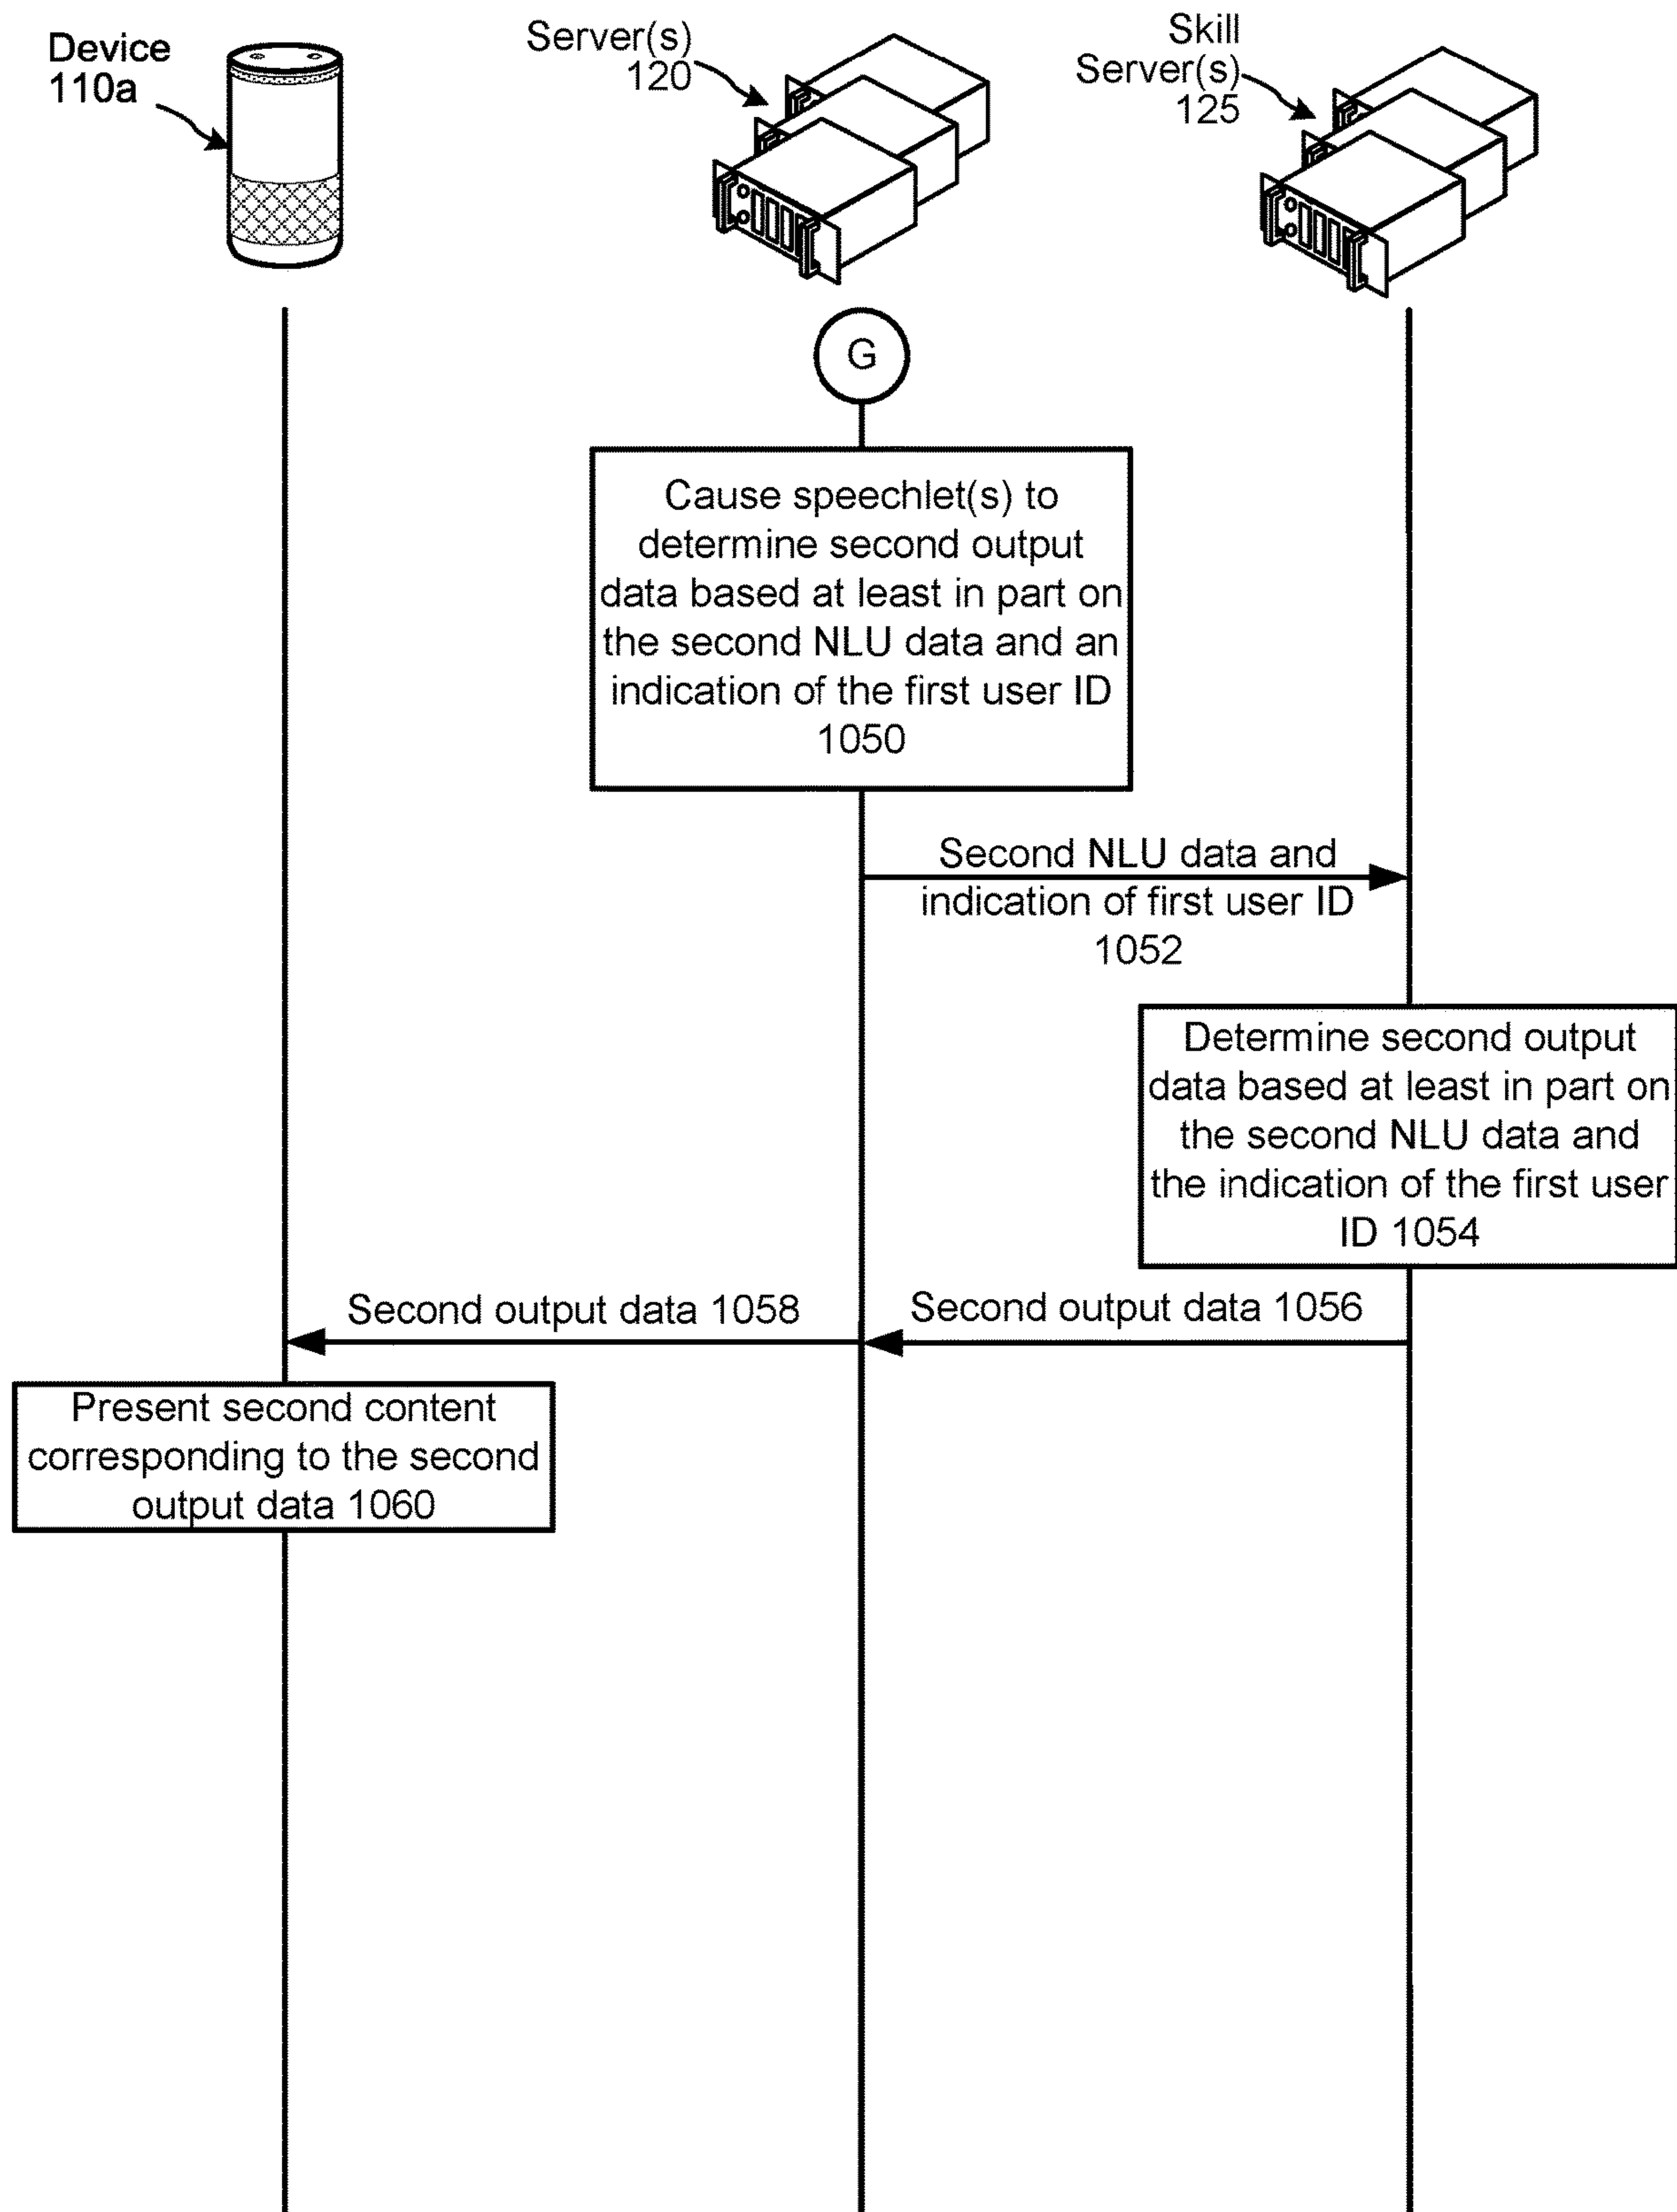 Device
110a
Server(s)
120
Skill
Server(s)
125
G
Cause speechlet(s) to
determine second output
data based at least in part on
the second NLU data and an
indication of the first user ID
1050
Second NLU data and
indication of first user ID
1052
Determine second output
data based at least in part on
the second NLU data and
the indication of the first user
ID 1054
Second output data 1058
Second output data 1056
Present second content
corresponding to the second
output data 1060